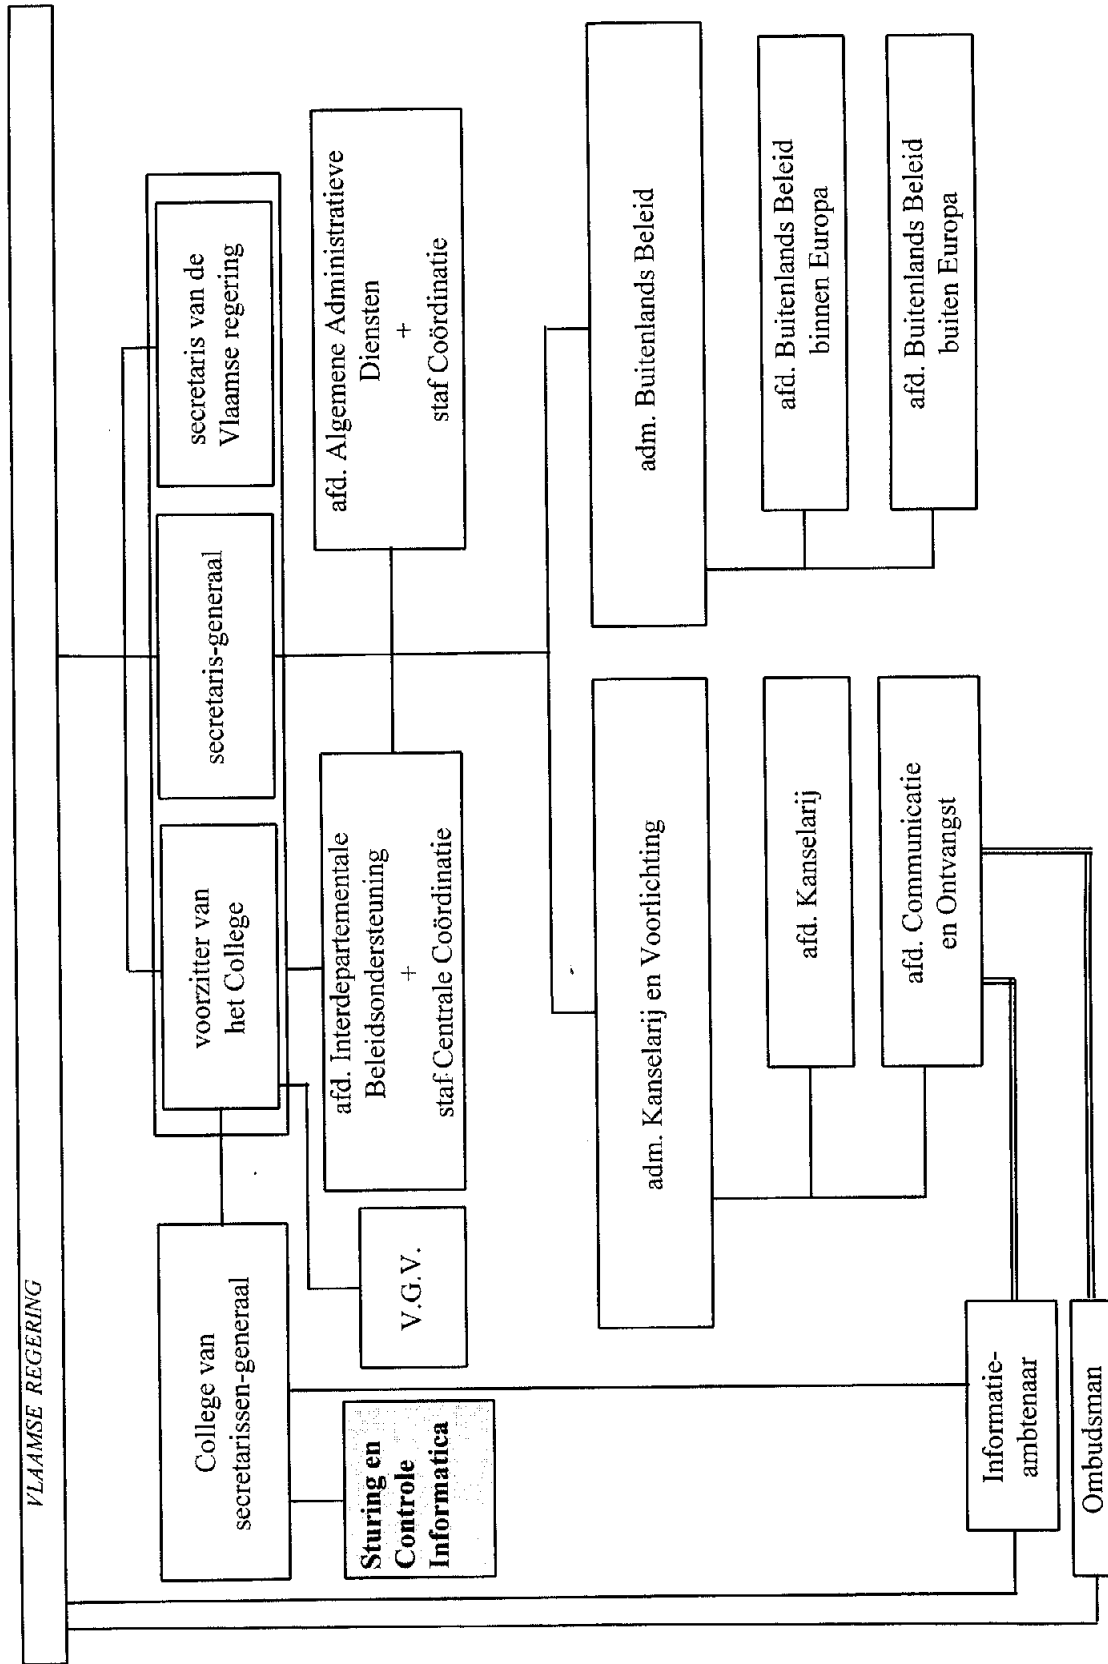 VLAAMSE REGERING
College van
secretarissen-generaal
voorzitter van
het College
secretaris-generaal
secretaris van de
Vlaamse regering
Sturing en
Controle
Informatica
V.G.V.
afd. Interdepartementale
Beleidsondersteuning
+
staf Centrale Coördinatie
afd. Algemene Administratieve
Diensten
+
staf Coördinatie
adm. Kanselarij en Voorlichting
adm. Buitenlands Beleid
afd. Kanselarij
afd. Buitenlands Beleid
binnen Europa
afd. Communicatie
en Ontvangst
afd. Buitenlands Beleid
buiten Europa
Informatie-
ambtenaar
Ombudsman